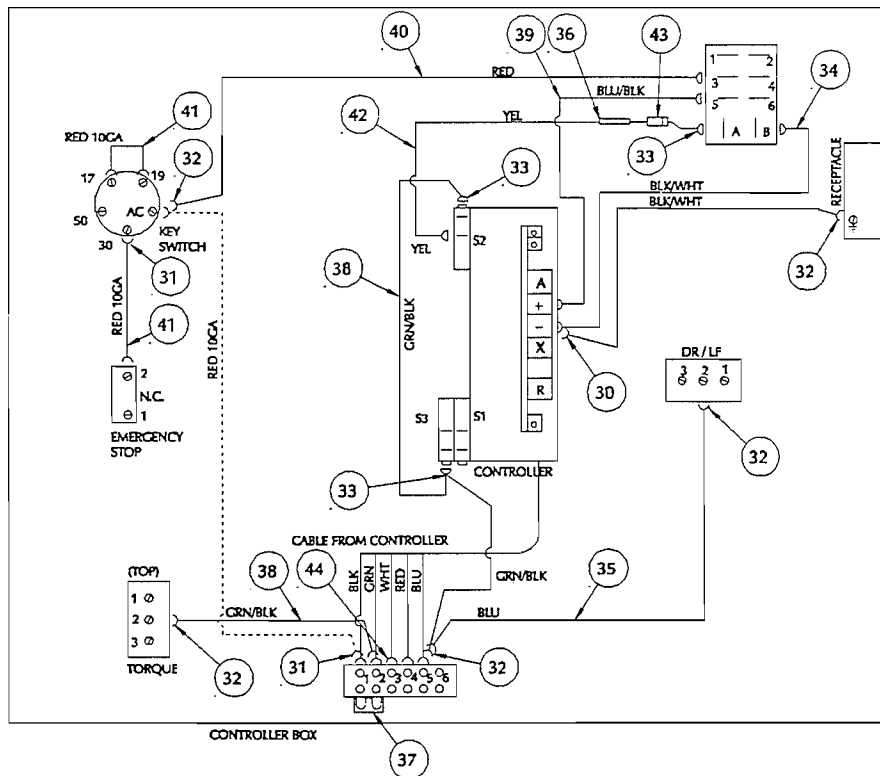 40
39
36
43
RED
1 2
3 4
5 6
A B
34
BLU/BLK
41
RED 10GA
32
42
YEL
33
33
17
19
50
AC
KEY
SWITCH
30
31
BLK/WHT
BLK/WHT
RECEPTACLE
32
YEL
S2
38
GRN/BLK
RED 10GA
41
RED 10GA
A
+
-
X
R
30
DR / LF
3 2 1
2
N.C.
1
EMERGENCY
STOP
S3
S1
32
33
CONTROLLER
CABLE FROM CONTROLLER
44
BLK
GRN
WHT
RED
BLU
GRN/BLK
35
(TOP)
1
2
3
TORQUE
38
GRN/BLK
BLU
32
31
32
1 2 3 4 5 6
CONTROLLER BOX
37